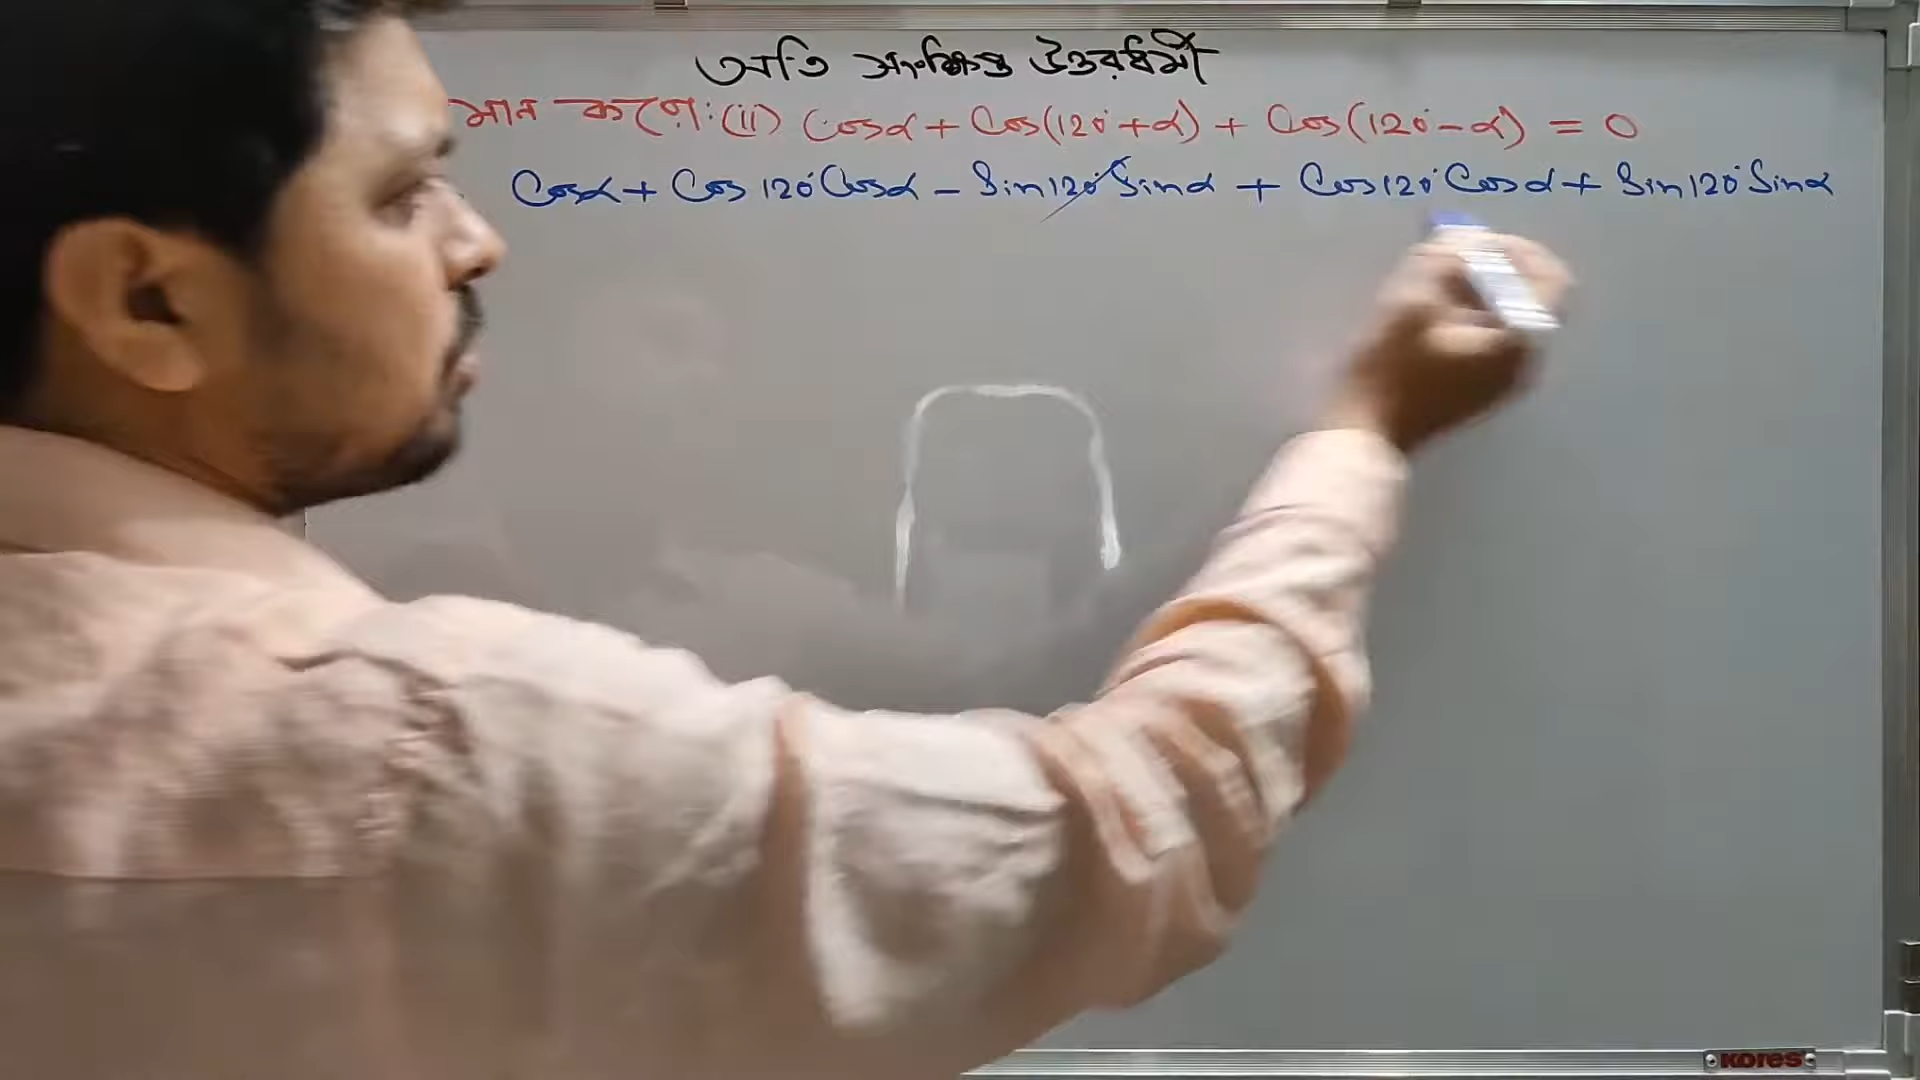 অতি সংক্ষিপ্ত উত্তরধর্মী
মান করো: (ii) Cosα + Cos(120° + α) + Cos(120° - α) = 0
Cosα + Cos 120° Cosα - Sin120° Sinα + Cos120° Cosα + Sin120° Sinα
KORES